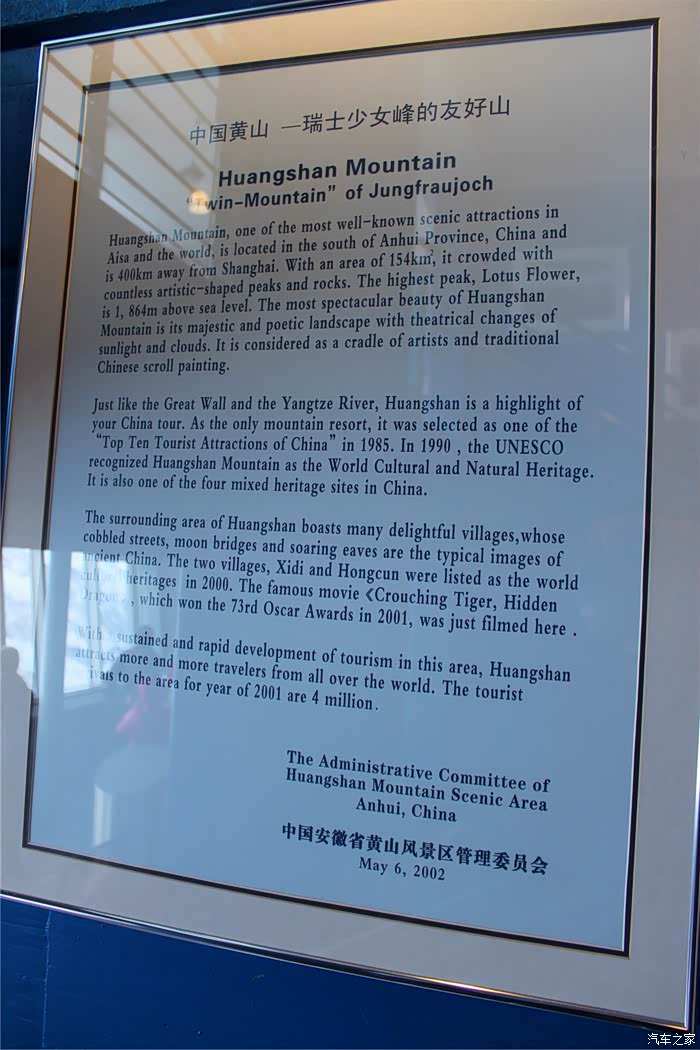 中国黄山 —瑞士少女峰的友好山
Huangshan Mountain
"Twin-Mountain" of Jungfraujoch
Huangshan Mountain, one of the most well-known scenic attractions in
Aisa and the world, is located in the south of Anhui Province, China and
is 400km away from Shanghai. With an area of 154km², it crowded with
countless artistic-shaped peaks and rocks. The highest peak, Lotus Flower,
is 1, 864m above sea level. The most spectacular beauty of Huangshan
Mountain is its majestic and poetic landscape with theatrical changes of
sunlight and clouds. It is considered as a cradle of artists and traditional
Chinese scroll painting.
Just like the Great Wall and the Yangtze River, Huangshan is a highlight of
your China tour. As the only mountain resort, it was selected as one of the
"Top Ten Tourist Attractions of China" in 1985. In 1990 , the UNESCO
recognized Huangshan Mountain as the World Cultural and Natural Heritage.
It is also one of the four mixed heritage sites in China.
The surrounding area of Huangshan boasts many delightful villages,whose
cobbled streets, moon bridges and soaring eaves are the typical images of
ancient China. The two villages, Xidi and Hongcun were listed as the world
heritages in 2000. The famous movie 《Crouching Tiger, Hidden
Dragon , which won the 73rd Oscar Awards in 2001, was just filmed here .
With sustained and rapid development of tourism in this area, Huangshan
attracts more and more travelers from all over the world. The tourist
to the area for year of 2001 are 4 million.
The Administrative Committee of
Huangshan Mountain Scenic Area
Anhui, China
中国安徽省黄山风景区管理委员会
May 6, 2002
汽车之家